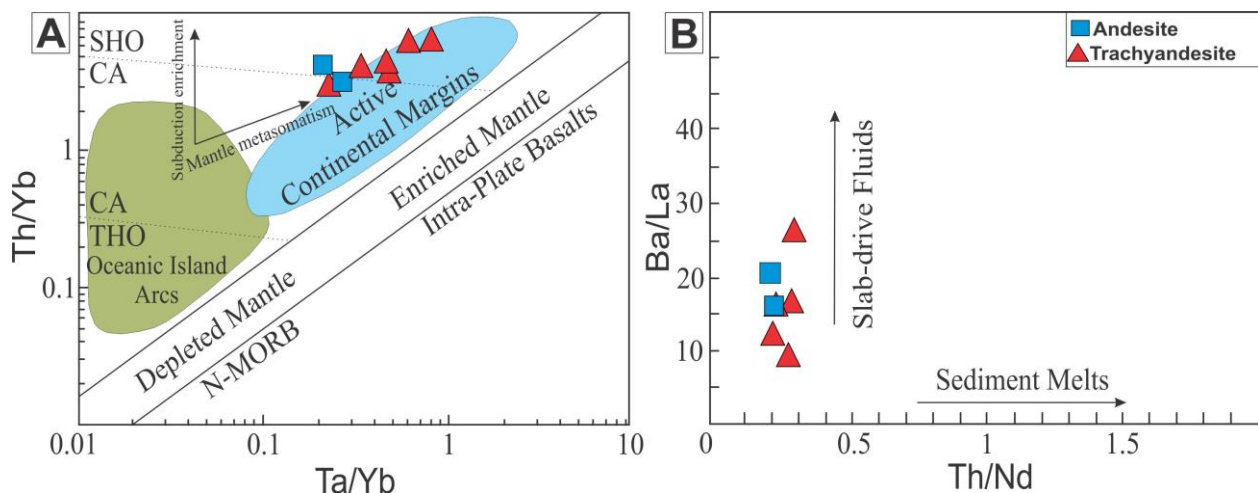 A
SHO
CA
Subduction enrichment
Mantle metasomatism
Active
Continental Margins
CA
THO
Oceanic Island
Arcs
Enriched Mantle
Intra-Plate Basalts
Depleted Mantle
N-MORB
Th/Yb
1
0.1
0.01
0.1
1
10
Ta/Yb
B
Andesite
Trachyandesite
Ba/La
40
30
20
10
Slab-drive Fluids
Sediment Melts
0
0.5
1
1.5
Th/Nd